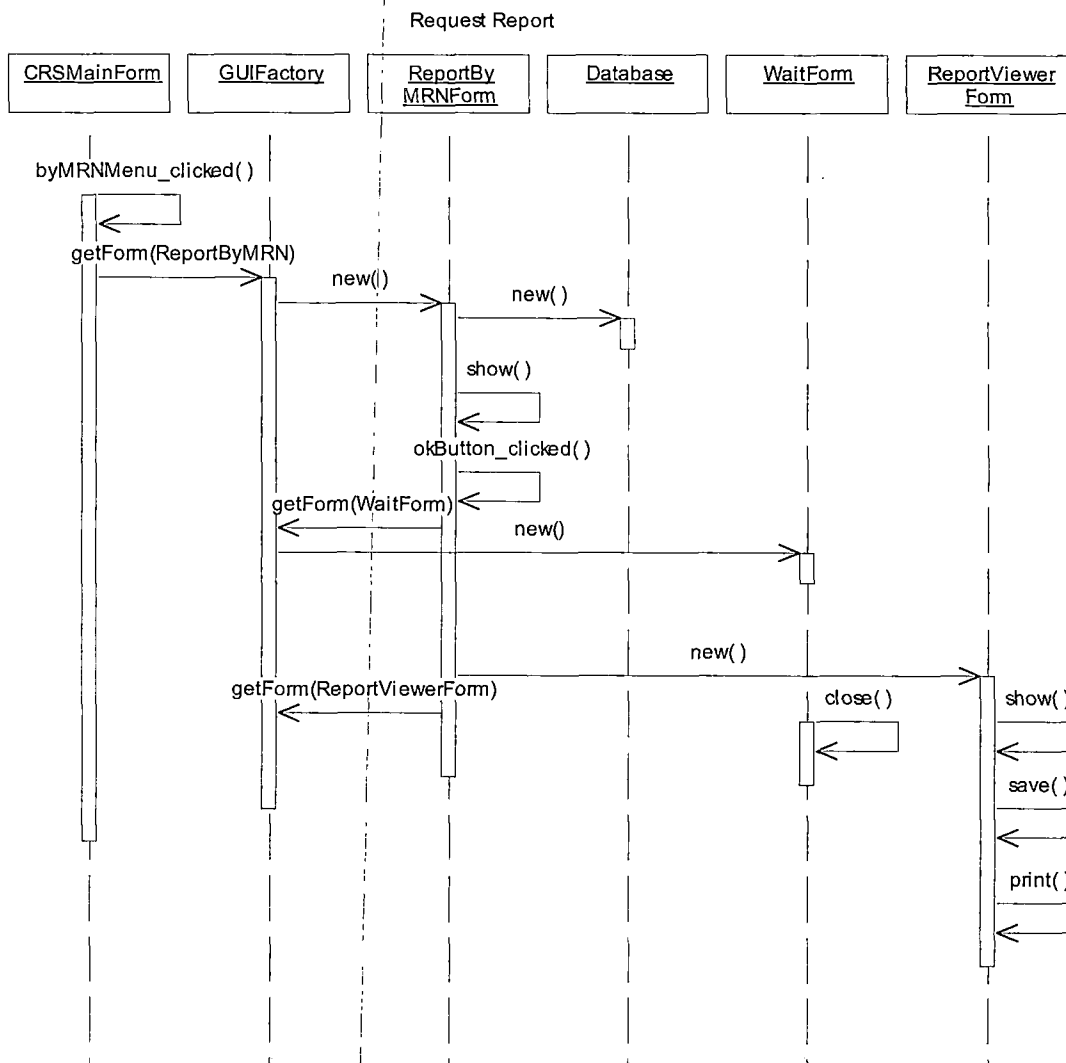 Request Report
CRSMainForm
GUIFactory
ReportBy
MRNForm
Database
WaitForm
ReportViewer
Form
byMRNMenu_clicked( )
getForm(ReportByMRN)
new( )
new( )
show( )
okButton_clicked( )
getForm(WaitForm)
new()
new( )
getForm(ReportViewerForm)
close( )
show( )
save( )
print( )